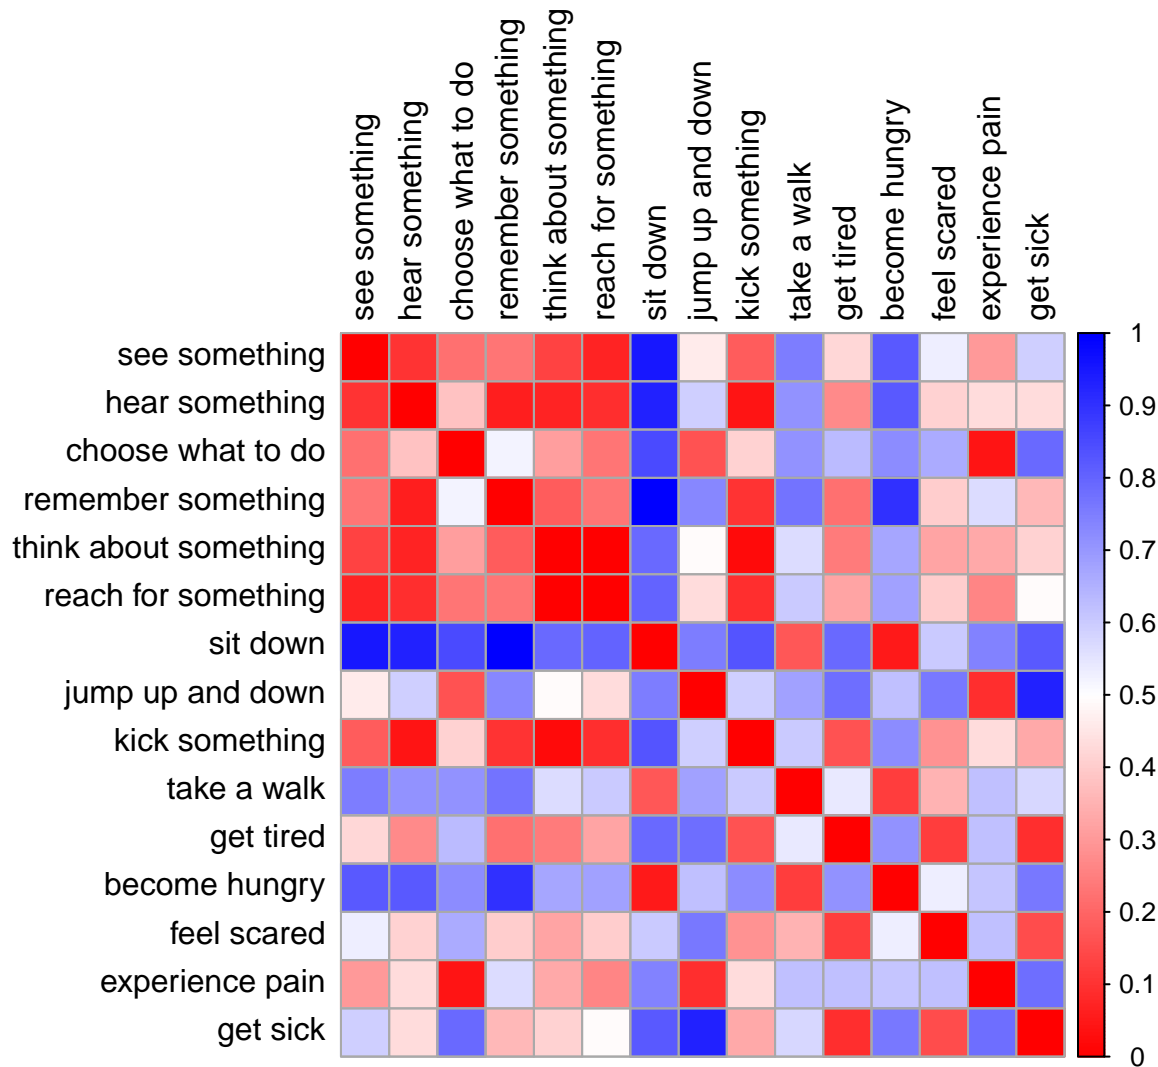 see something
hear something
choose what to do
remember something
think about something
reach for something
sit down
jump up and down
kick something
take a walk
get tired
become hungry
feel scared
experience pain
get sick
see something
hear something
choose what to do
remember something
think about something
reach for something
sit down
jump up and down
kick something
take a walk
get tired
become hungry
feel scared
experience pain
get sick
1
0.9
0.8
0.7
0.6
0.5
0.4
0.3
0.2
0.1
0